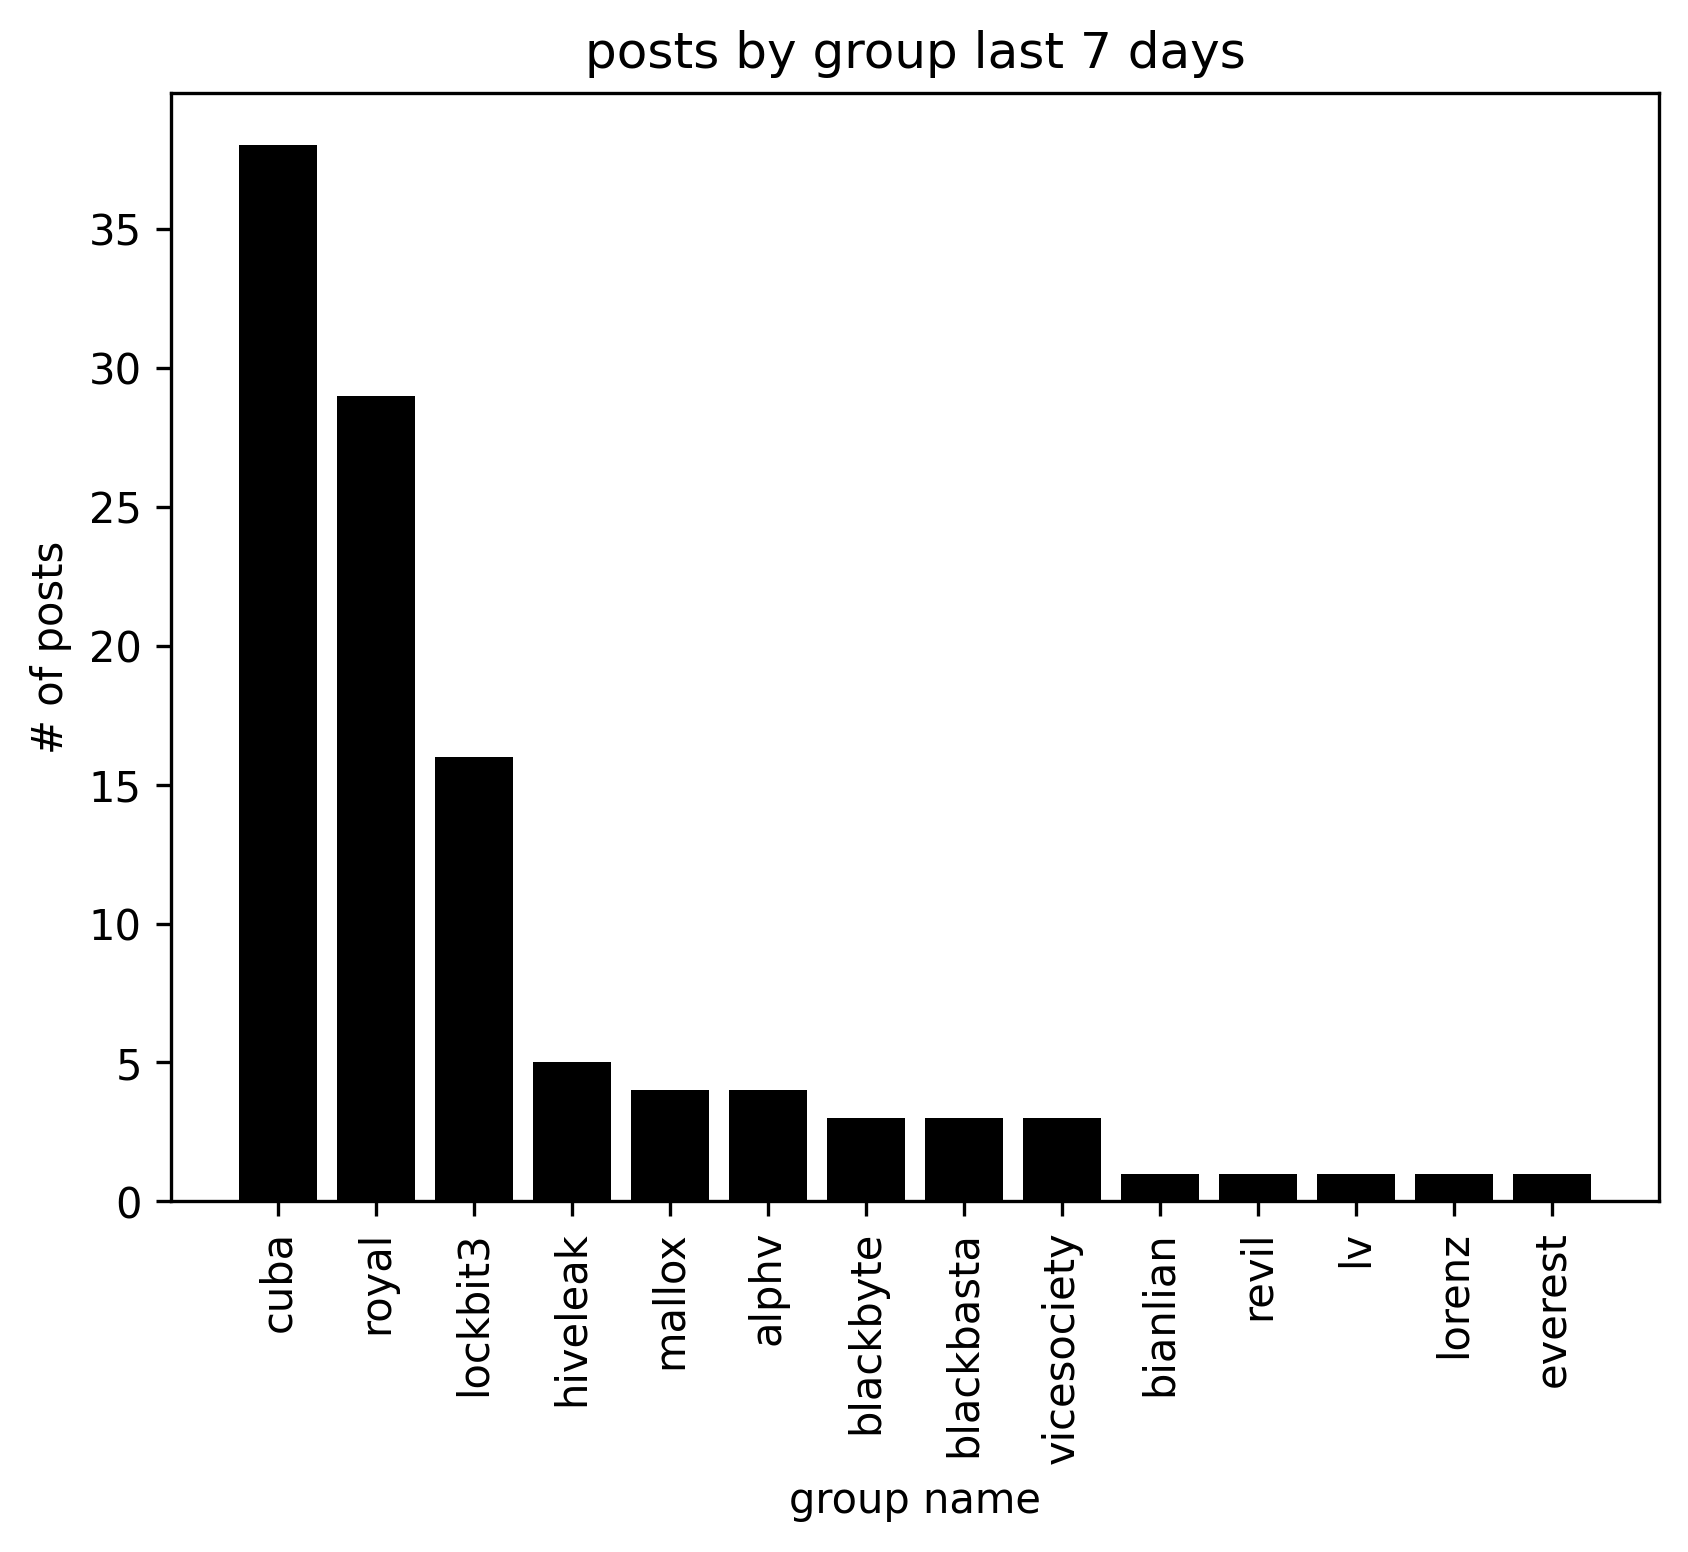 posts by group last 7 days
# of posts
35
30
25
20
15
10
5
0
cuba
royal
lockbit3
hiveleak
mallox
alphv
blackbyte
blackbasta
vicesociety
bianlian
revil
lv
lorenz
everest
group name